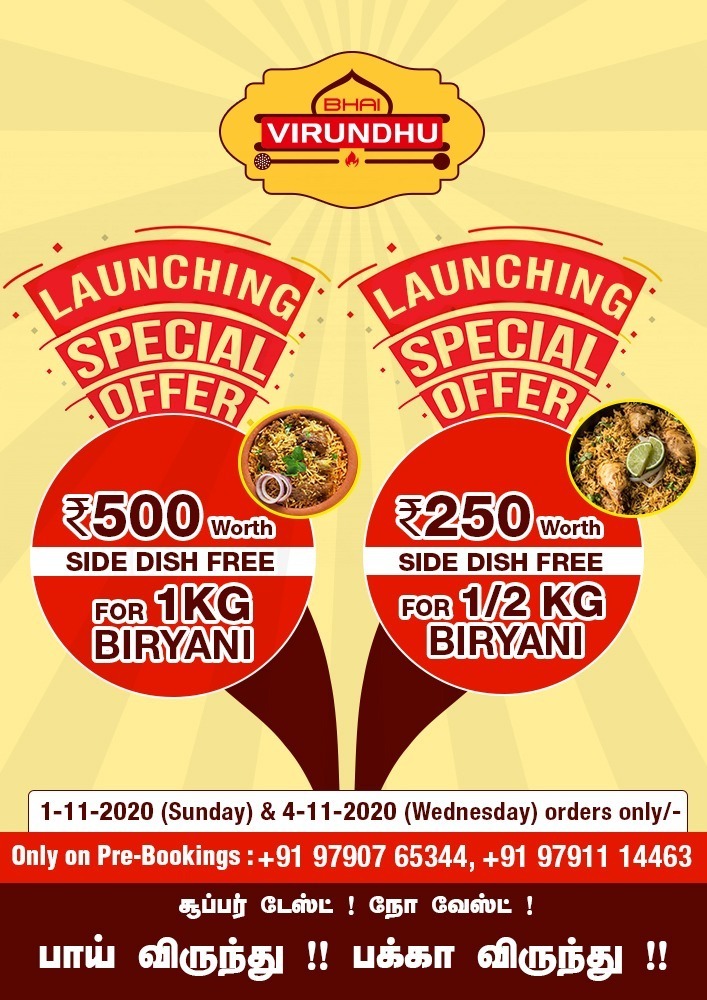 BHAI
VIRUNDHU
LAUNCHING
SPECIAL
OFFER
₹500 Worth
SIDE DISH FREE
FOR 1KG
BIRYANI
LAUNCHING
SPECIAL
OFFER
₹250 Worth
SIDE DISH FREE
FOR 1/2 KG
BIRYANI
1-11-2020 (Sunday) & 4-11-2020 (Wednesday) orders only/-
Only on Pre-Bookings : +91 97907 65344, +91 97911 14463
சூப்பர் டேஸ்ட் ! நோ வேஸ்ட் !
பாய் விருந்து !! பக்கா விருந்து !!